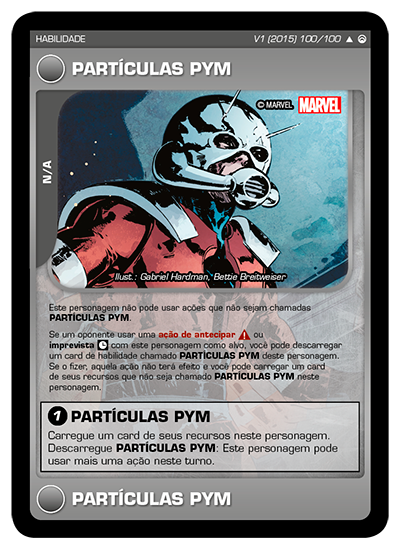 HABILIDADE V1 (2015) 100/100
PARTÍCULAS PYM
© MARVEL MARVEL
N/A
Ilust.: Gabriel Hardman, Bettie Breitweiser
Este personagem não pode usar ações que não sejam chamadas
PARTÍCULAS PYM.
Se um oponente usar uma ação de antecipar ou
imprevista com este personagem como alvo, você pode descarregar
um card de habilidade chamado PARTÍCULAS PYM deste personagem.
Se o fizer, aquela ação não terá efeito e você pode carregar um card
de seus recursos que não seja chamado PARTÍCULAS PYM neste
personagem.
1 PARTÍCULAS PYM
Carregue um card de seus recursos neste personagem.
Descarregue PARTÍCULAS PYM: Este personagem pode
usar mais uma ação neste turno.
PARTÍCULAS PYM